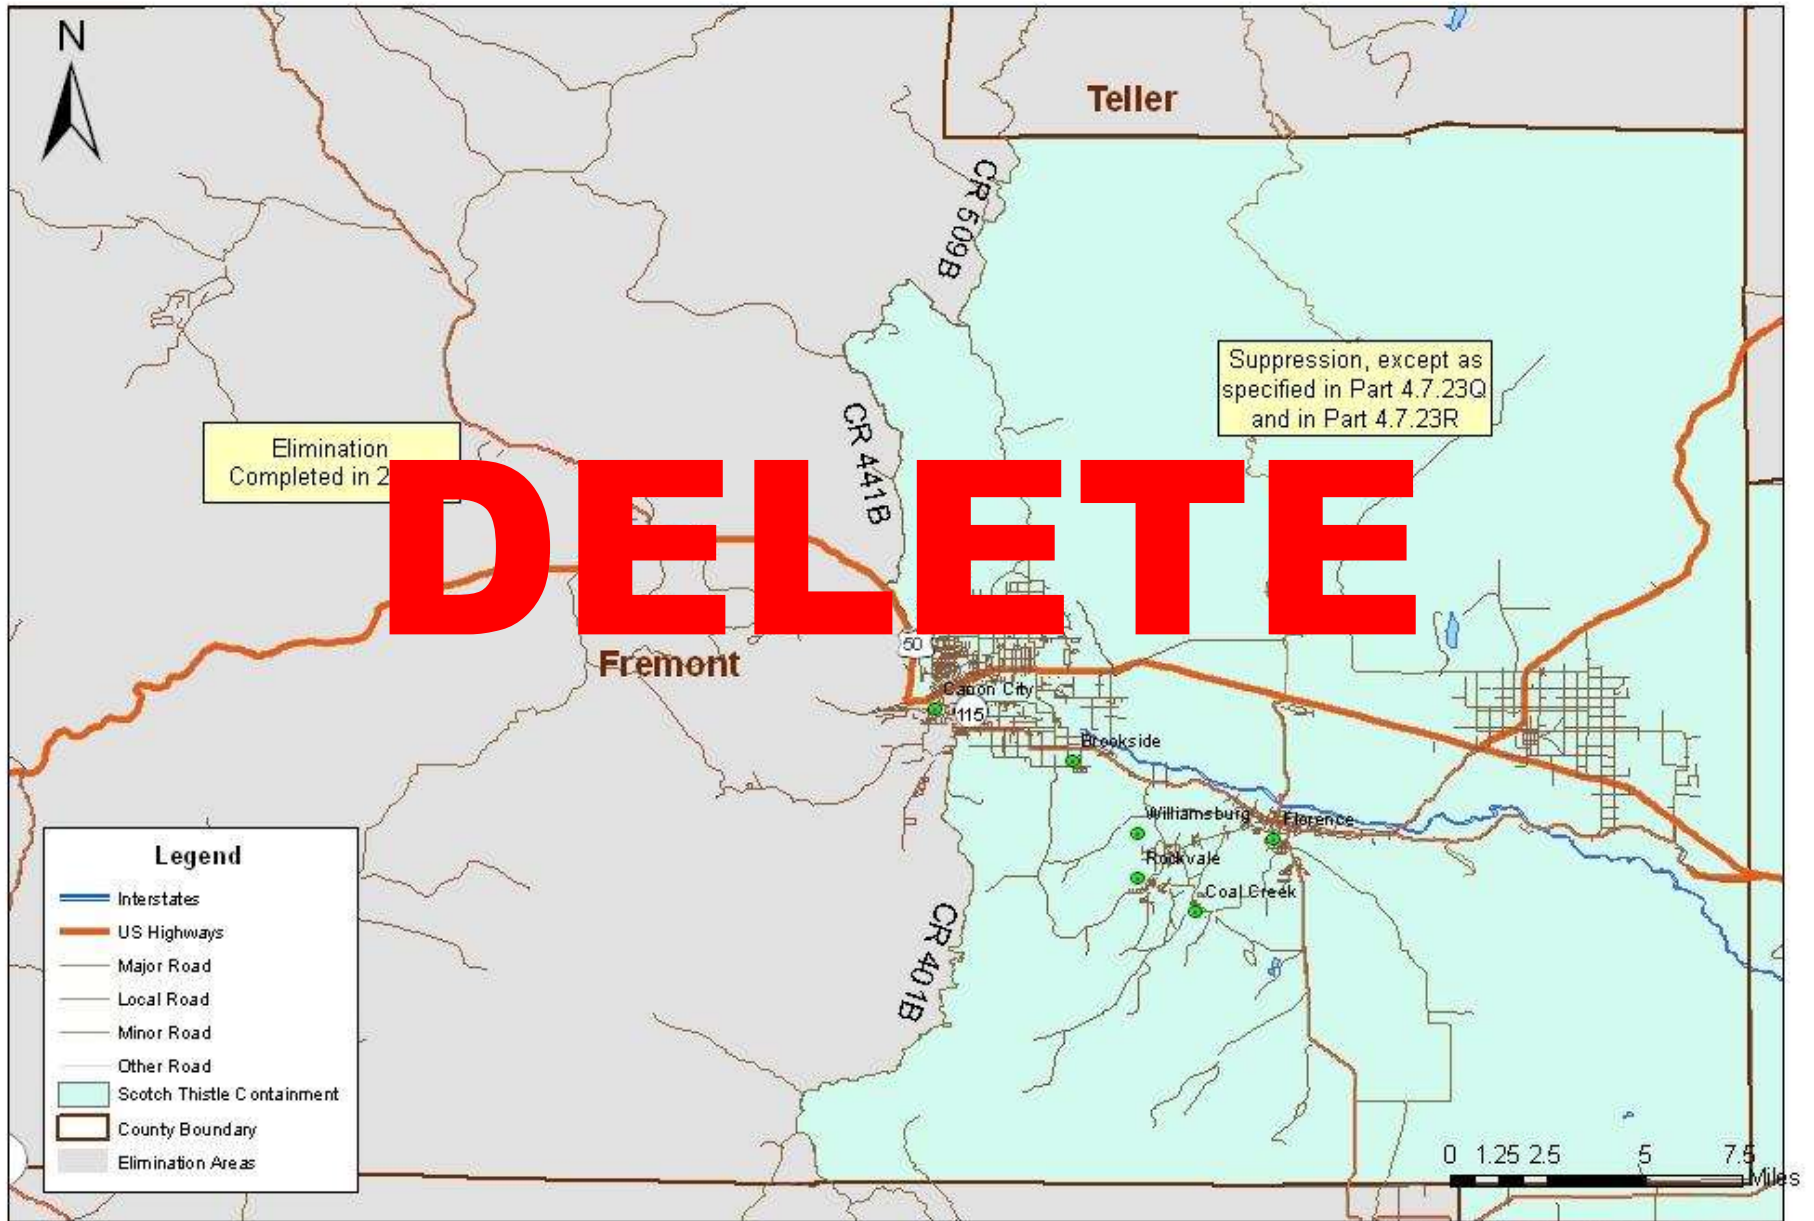 N
Teller
CR 509B
Suppression, except as
specified in Part 4.7.23Q
and in Part 4.7.23R
CR 441B
Elimination
Completed in 2
DELETE
50
Fremont
Canon City
115
Brookside
Williamsburg
Florence
Rockvale
Coal Creek
CR 401B
Legend
Interstates
US Highways
Major Road
Local Road
Minor Road
Other Road
Scotch Thistle Containment
County Boundary
Elimination Areas
0 1.25 2.5 5 7.5
Miles